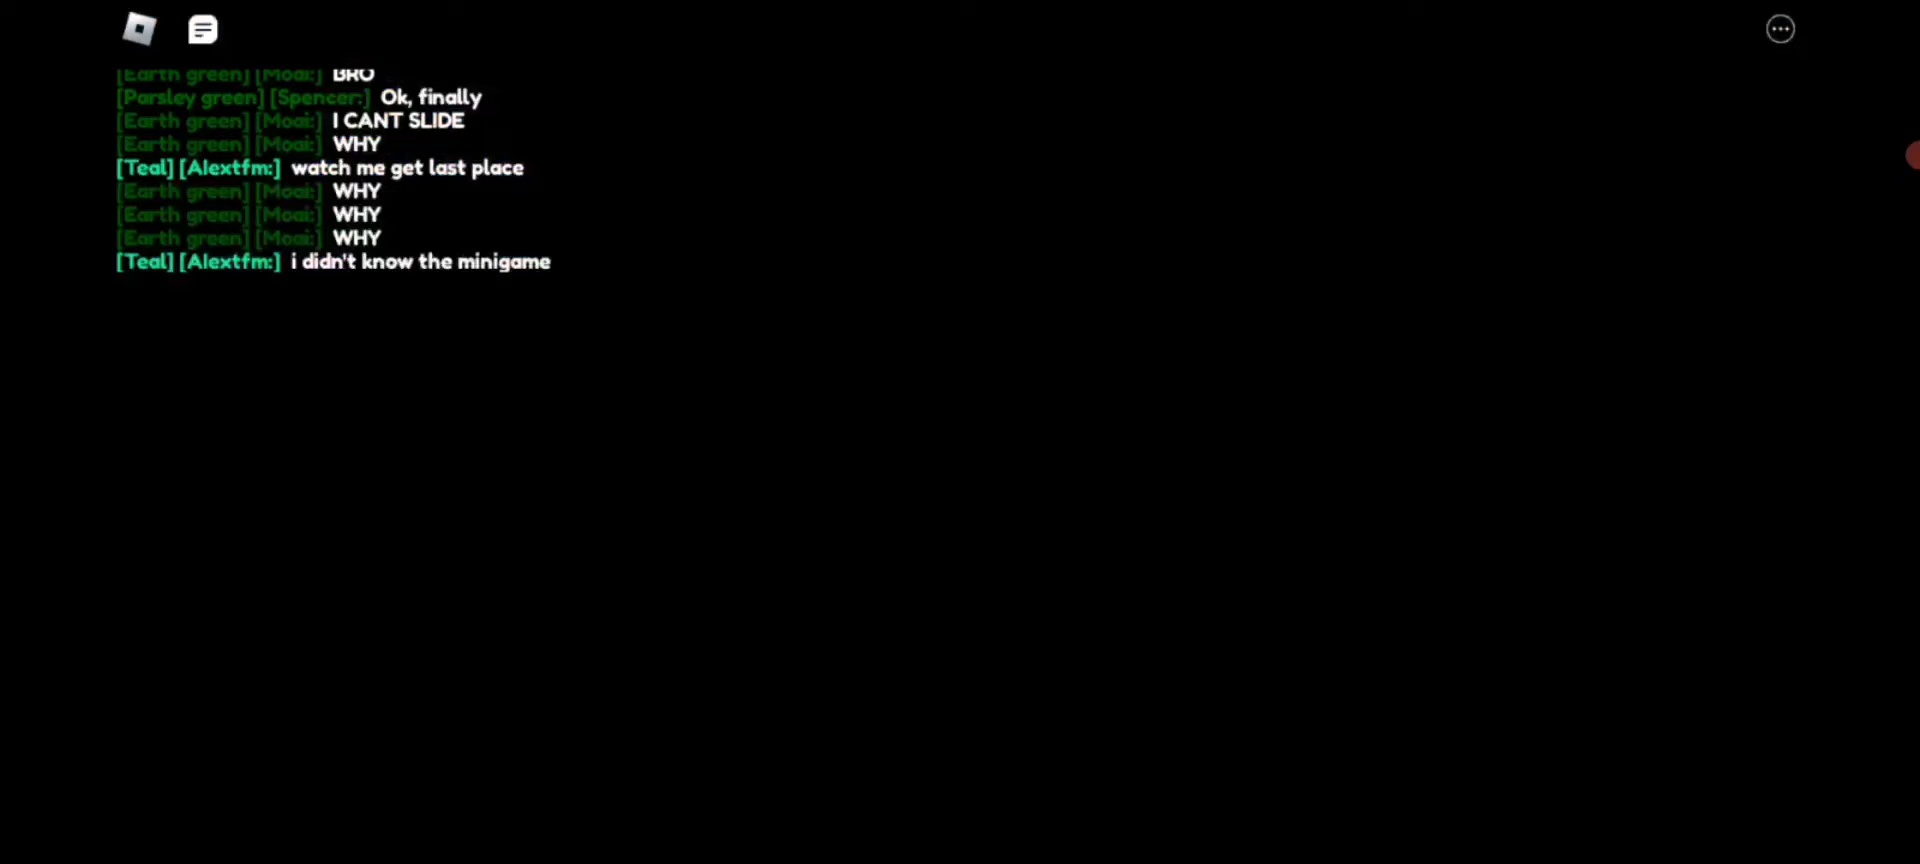 [Earth green] [Moai:] BRO
[Parsley green] [Spencer:] Ok, finally
[Earth green] [Moai:] I CANT SLIDE
[Earth green] [Moai:] WHY
[Teal] [Alextfm:] watch me get last place
[Earth green] [Moai:] WHY
[Earth green] [Moai:] WHY
[Earth green] [Moai:] WHY
[Teal] [Alextfm:] i didn't know the minigame